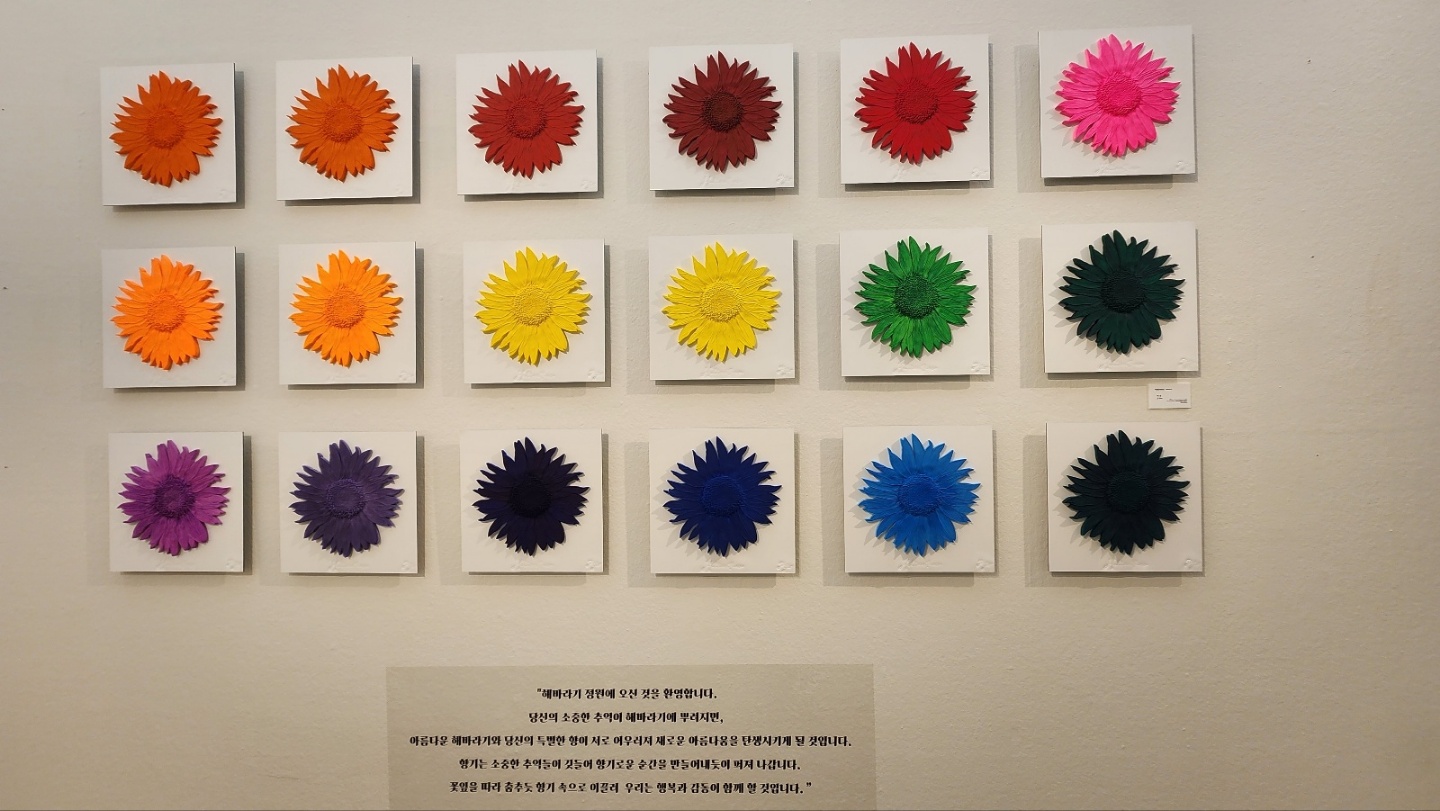 "해바라기 정원에 오신 것을 환영합니다.
당신의 소중한 추억이 해바라기에 뿌려지면,
아름다운 해바라기와 당신의 특별한 향이 서로 어우러져 새로운 아름다움을 탄생시키게 될 것입니다.
향기는 소중한 추억들이 깃들어 향기로운 순간을 만들어내듯이 퍼져 나갑니다.
꽃잎을 따라 춤추듯 향기 속으로 이끌려 우리는 행복과 감동이 함께 할 것입니다."